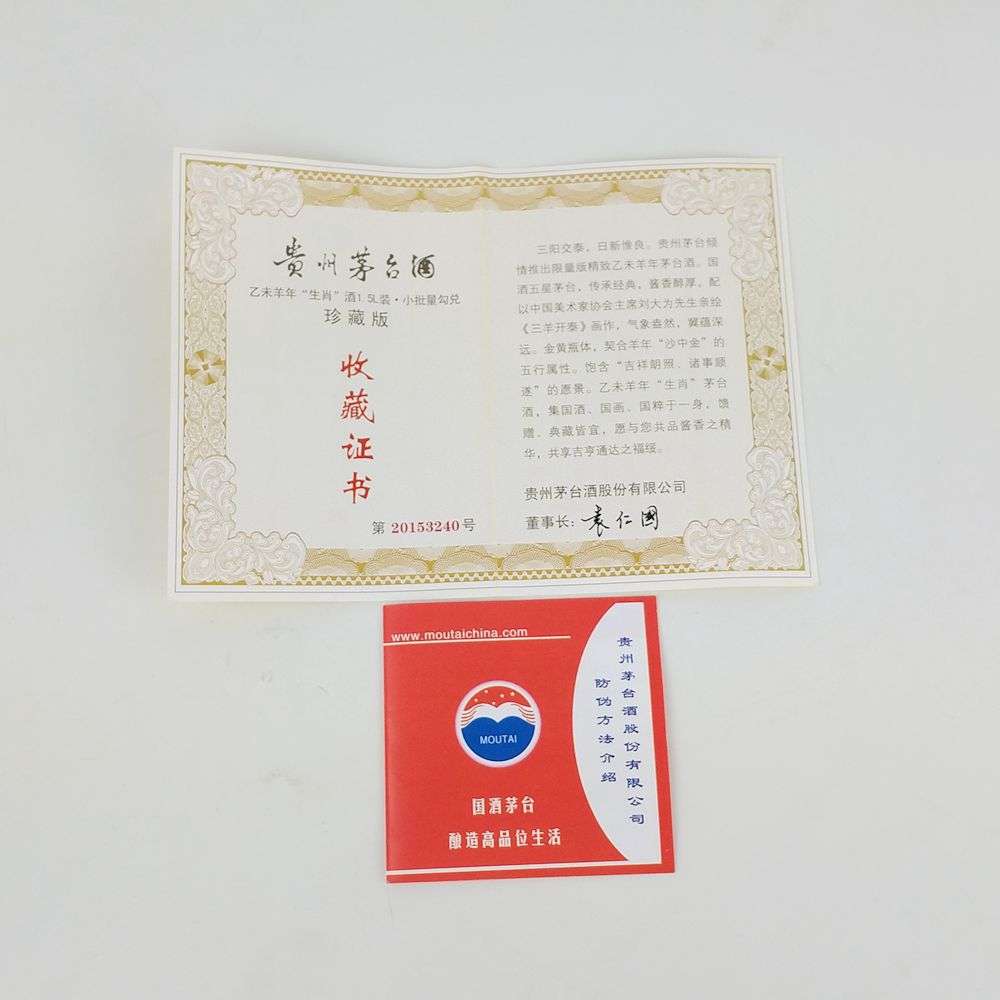 贵州茅台酒
乙未羊年“生肖”酒1.5L装·小批量勾兑
珍藏版
收藏证书
第 20153240 号
三阳交泰，日新惟良。贵州茅台倾
情推出限量版精致乙未羊年茅台酒。国
酒五星茅台，传承经典，酱香醇厚。配
以中国美术家协会主席刘大为先生亲绘
《三羊开泰》画作，气象盎然，冀蕴深
远。金黄瓶体，契合羊年“沙中金”的
五行属性。饱含“吉祥朗照、诸事顺
遂”的愿景。乙未羊年“生肖”茅台
酒，集国酒、国画、国粹于一身，馈
赠、典藏皆宜，愿与您共品酱香之精
华，共享吉亨通达之福绥。
贵州茅台酒股份有限公司
董事长：袁仁國
www.moutaichina.com
MOUTAI
国酒茅台
酿造高品位生活
贵州茅台酒股份有限公司
防伪方法介绍